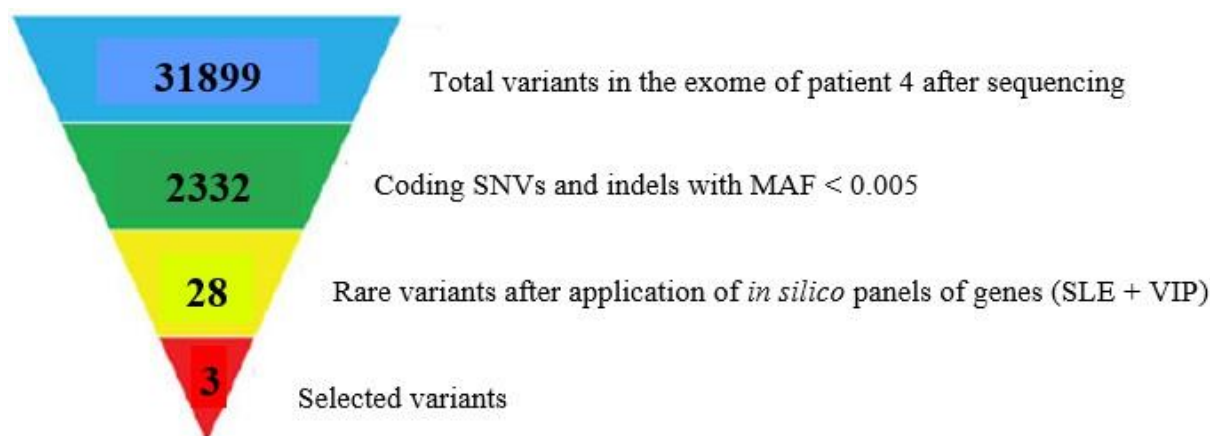 31899 Total variants in the exome of patient 4 after sequencing
2332 Coding SNVs and indels with MAF < 0.005
28 Rare variants after application of in silico panels of genes (SLE + VIP)
3 Selected variants